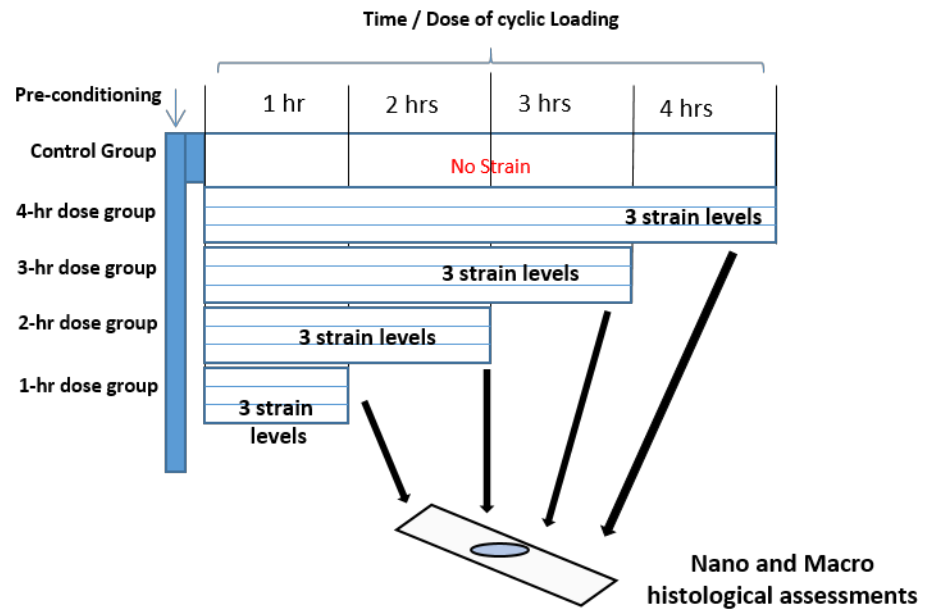 Time / Dose of cyclic Loading
Pre-conditioning
1 hr
2 hrs
3 hrs
4 hrs
Control Group
No Strain
4-hr dose group
3 strain levels
3-hr dose group
3 strain levels
2-hr dose group
3 strain levels
1-hr dose group
3 strain
levels
Nano and Macro
histological assessments